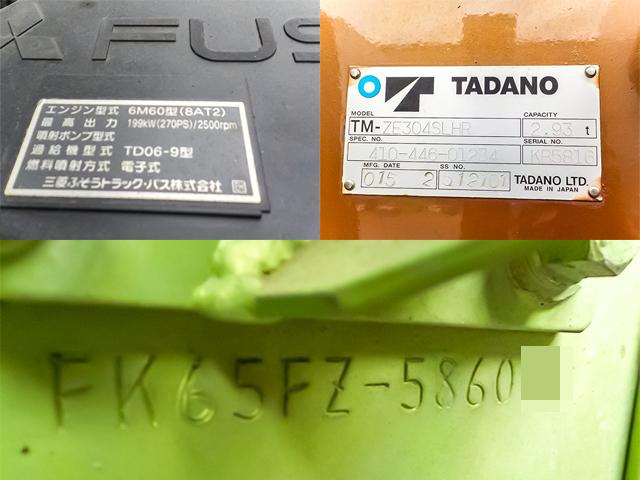 FUS
エンジン型式 6M60型(8AT2)
最高出力 199kW(270PS)/2500rpm
噴射ポンプ型式
過給機型式 TD06-9型
燃料噴射方式 電子式
三菱ふそうトラック・バス株式会社
TADANO
MODEL CAPACITY
TM-ZE304SLHR 2.93 t
SPEC. NO. SERIAL NO.
410-446-01234 KR5816
MFG. DATE SS NO. TADANO LTD.
015 2 MADE IN JAPAN
FK65FZ-5860